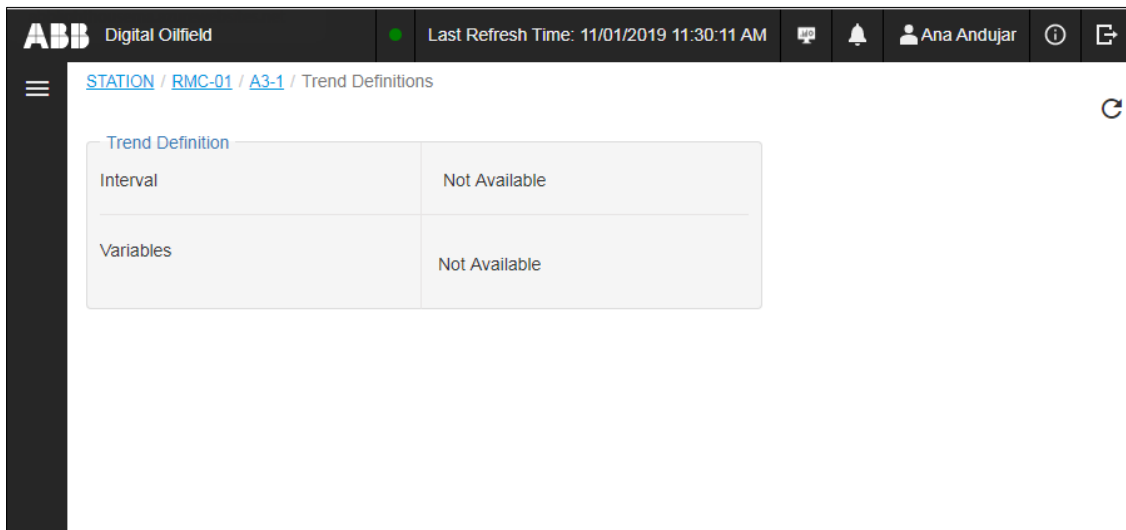 ABB Digital Oilfield Last Refresh Time: 11/01/2019 11:30:11 AM Ana Andujar
STATION / RMC-01 / A3-1 / Trend Definitions
Trend Definition
Interval Not Available
Variables Not Available